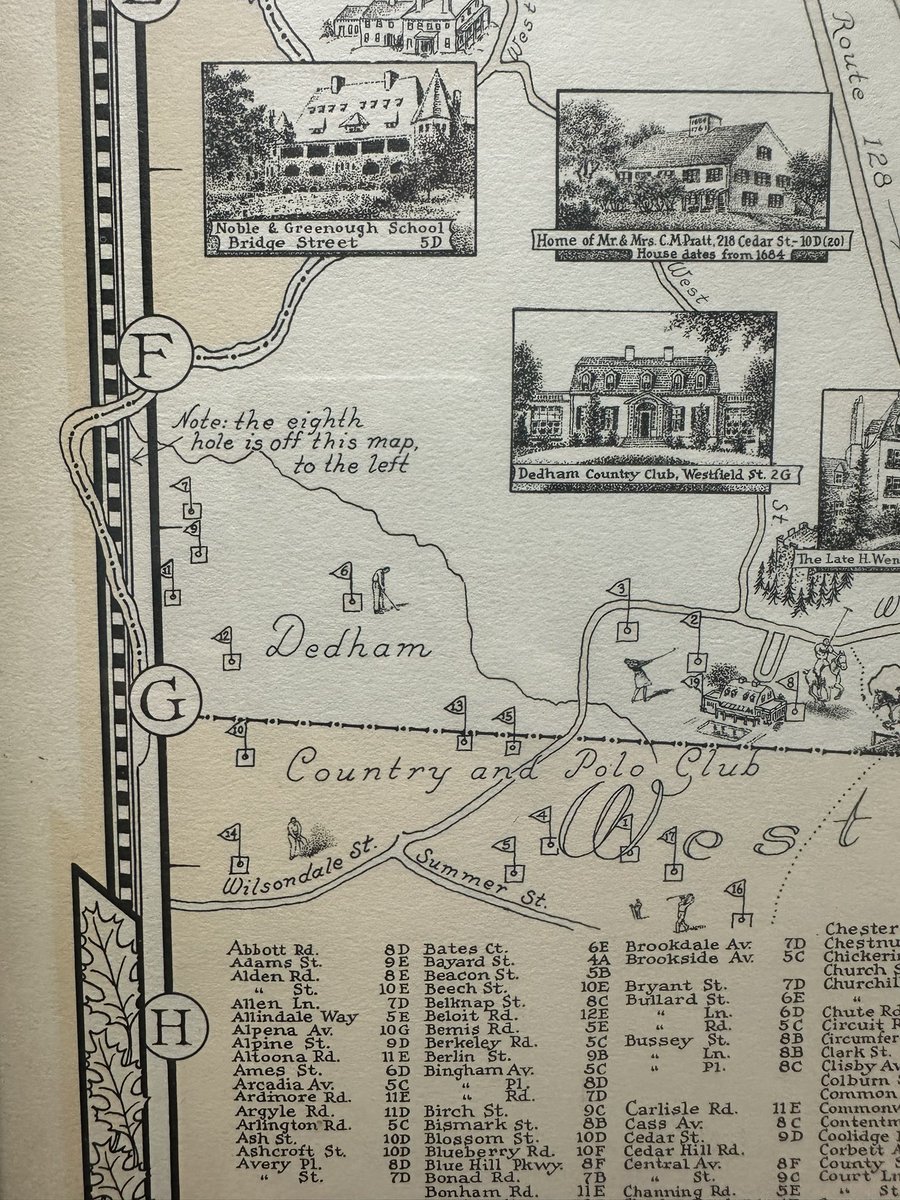 West
Route 128
Noble & Greenough School
Bridge Street 5D
1684
1761
Home of Mr. & Mrs. C.M.Pratt, 218 Cedar St.-10D(20)
House dates from 1684
West
F
Note: the eighth
hole is off this map,
to the left
Dedham Country Club, Westfield St. 2G
St
The Late H. Wen
7
9
11
6
3
2
W
12
Dedham
19
8
G
10
13
15
Country and Polo Club
West
14
4
1
5
17
Wilsondale St.
Summer St.
16
H
Abbott Rd. 8D
Adams St. 9E
Alden Rd. 8E
" St. 10E
Allen Ln. 7D
Allindale Way 5E
Alpena Av. 10G
Alpine St. 9D
Altoona Rd. 11E
Ames St. 6D
Arcadia Av. 5C
Ardmore Rd. 11E
Argyle Rd. 11D
Arlington Rd. 5C
Ash St. 10D
Ashcroft St. 10D
Avery Pl. 8D
" St. 7D
Bates Ct. 6E
Bayard St. 4A
Beacon St. 5B
Beech St. 10E
Belknap St. 8C
Beloit Rd. 12E
Bemis Rd. 5E
Berkeley Rd. 5C
Berlin St. 9B
Bingham Av. 5C
" Pl. 8D
" Rd. 7D
Birch St. 9C
Bismark St. 8B
Blossom St. 10D
Blueberry Rd. 10F
Blue Hill Pkwy. 8F
Bonad Rd. 7B
Bonham Rd. 11E
Brookdale Av. 7D
Brookside Av. 5C
Bryant St. 7D
Bullard St. 6E
" Ln. 6D
" Rd. 5C
Bussey St. 8B
" Ln. 8B
" Pl. 8C
Carlisle Rd. 11E
Cass Av. 8C
Cedar St. 9D
Cedar Hill Rd.
Central Av. 8F
" St. 9C
Channing Rd. 5E
Chester
Chestnu
Chickerin
Church S
Churchil
"
Chute Rd
Circuit R
Circumfer
Clark St.
Clisby Av
Colburn S
Common
Commonw
Contentm
Coolidge
Corbett A
County S
Court Ln
" St